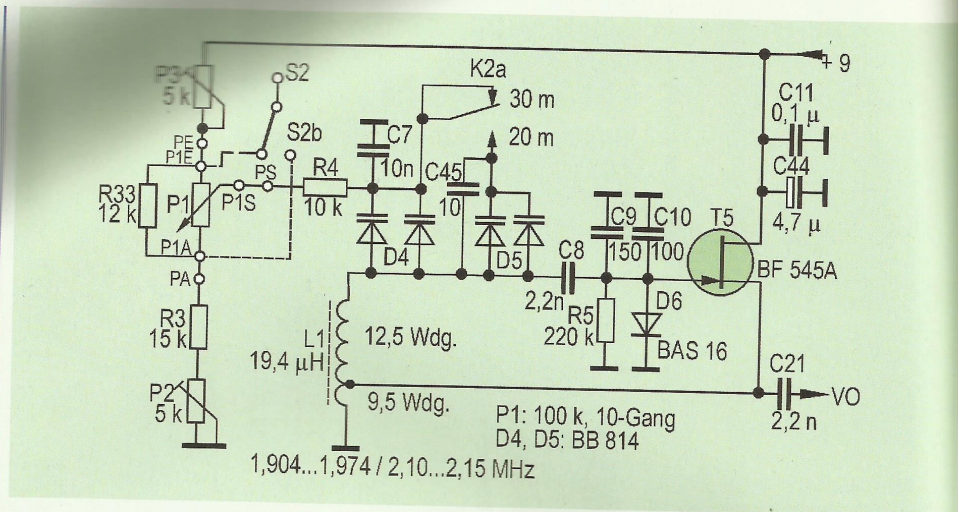 + 9
P3
5 k
S2
K2a
30 m
20 m
C11
0,1 µ
C44
4,7 µ
PE
P1E
S2b
C7
10n
R33
12 k
P1
P1S
PS
R4
10 k
C45
10
P1A
PA
D4
D5
C8
2,2n
C9
150
C10
100
T5
BF 545A
R3
15 k
P2
5 k
L1
19,4 µH
12,5 Wdg.
9,5 Wdg.
R5
220 k
D6
BAS 16
C21
2,2 n
VO
P1: 100 k, 10-Gang
D4, D5: BB 814
1,904...1,974 / 2,10...2,15 MHz